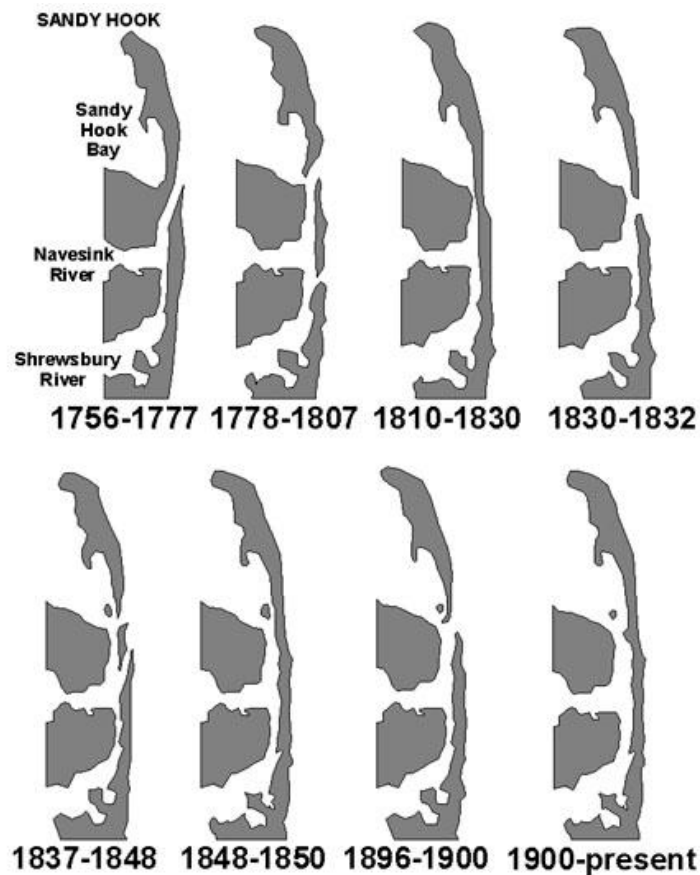 SANDY HOOK
Sandy
Hook
Bay
Navesink
River
Shrewsbury
River
1756-1777
1778-1807
1810-1830
1830-1832
1837-1848
1848-1850
1896-1900
1900-present